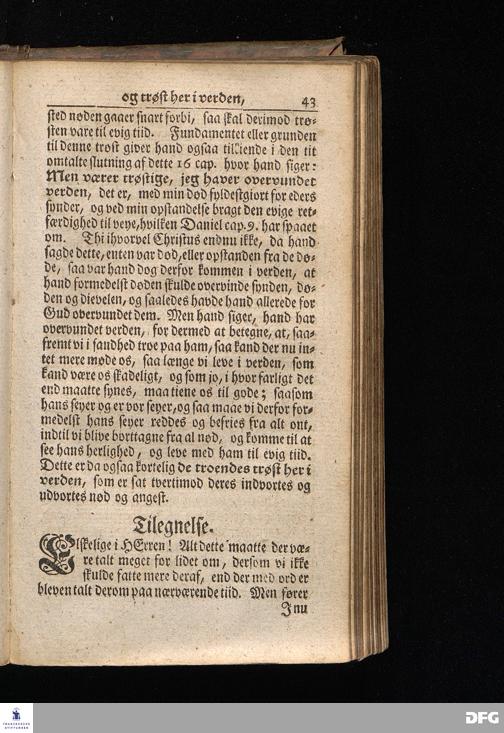 og trøst her i verden, 43
sted nøden gaaer snart forbi, saa skal derimod trø-
sten vare til evig tiid. Fundamentet eller grunden
til denne trøst giver hand ogsaa tilkiende i den tit
omtalte slutning af dette 16 cap. hvor hand siger:
Men værer trøstige, jeg haver overvundet
verden, det er, med min død fyldestgiort for eders
synder, og ved min opstandelse bragt den evige ret-
færdighed til veye, hvilken Daniel cap. 9. har spaaet
om. Thi ihvorvel Christus endnu ikke, da hand
sagde dette, enten var død, eller opstanden fra de dø-
de, saa var hand dog derfor kommen i verden, at
hand formedelst døden skulde overvinde synden, dø-
den og dievelen, og saaledes havde hand allerede for
Gud overvundet dem. Men hand siger, hand har
overvundet verden, for dermed at betegne, at, saa-
fremt vi i sandhed troe paa ham, saa kand der nu in-
tet mere møde os, saa længe vi leve i verden, som
kand være os skadeligt, og som jo, i hvor farligt det
end maatte synes, maa tiene os til gode; saasom
hans seyer og er vor seyer, og saa maae vi derfor for-
medelst hans seyer reddes og befries fra alt ont,
indtil vi blive borttagne fra al nød, og komme til at
see hans herlighed, og leve med ham til evig tiid.
Dette er da ogsaa kortelig de troendes trøst her i
verden, som er sat tvertimod deres indvortes og
udvortes nød og angest.
Tilegnelse.
Elskelige i HErren! Alt dette maatte der væ-
re talt meget for lidet om, dersom vi ikke
skulde fatte mere deraf, end der med ord er
bleven talt derom paa nærværende tiid. Men fører
I nu
FRANCKESCHE
STIFTUNGEN
DFG